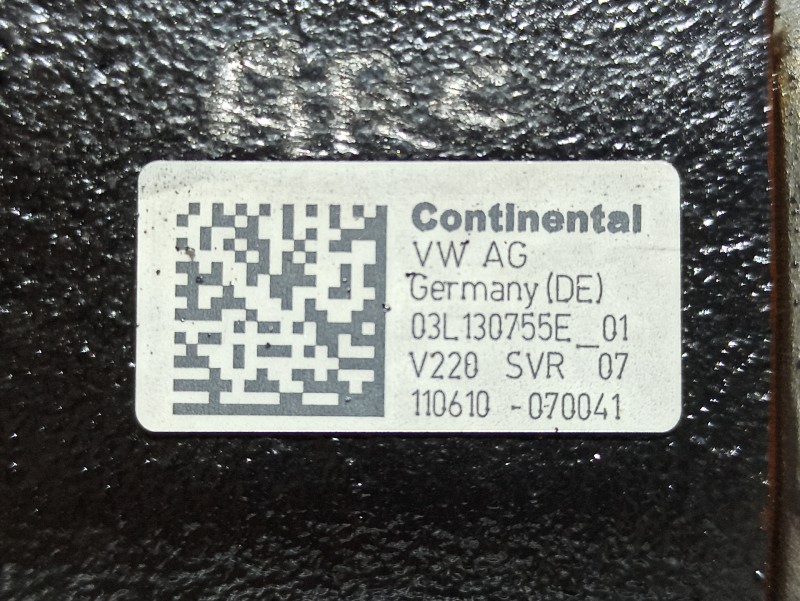 Continental
VW AG
Germany (DE)
03L130755E_01
V220 SVR 07
110610 -070041